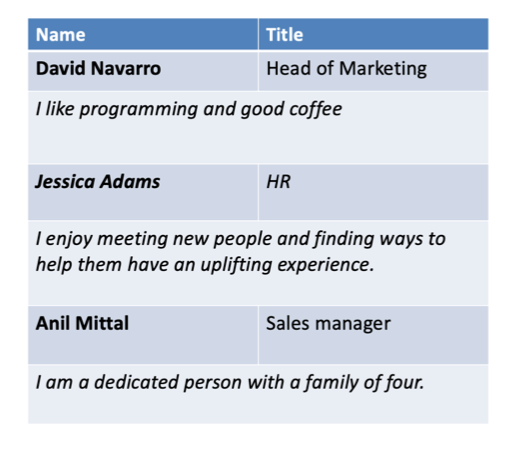 Name Title
David Navarro Head of Marketing
I like programming and good coffee
Jessica Adams HR
I enjoy meeting new people and finding ways to
help them have an uplifting experience.
Anil Mittal Sales manager
I am a dedicated person with a family of four.